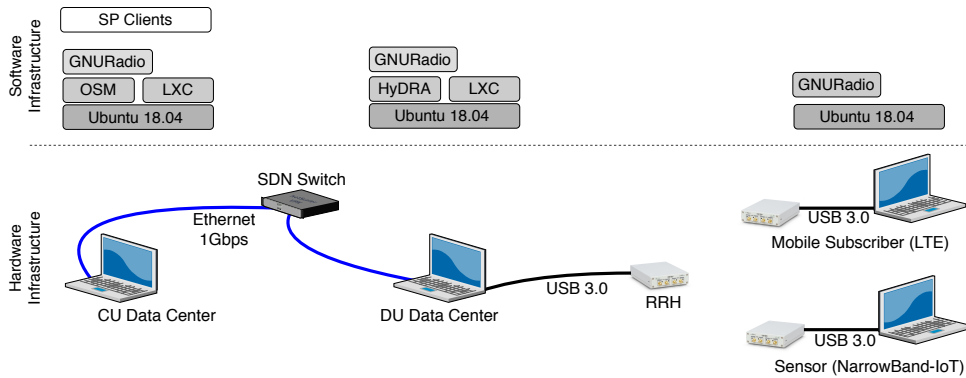 Software
Infrastructure
SP Clients
GNURadio
OSM
LXC
Ubuntu 18.04
GNURadio
HyDRA
LXC
Ubuntu 18.04
GNURadio
Ubuntu 18.04
Hardware
Infrastructure
SDN Switch
Ethernet
1Gbps
CU Data Center
DU Data Center
USB 3.0
RRH
USB 3.0
Mobile Subscriber (LTE)
USB 3.0
Sensor (NarrowBand-IoT)